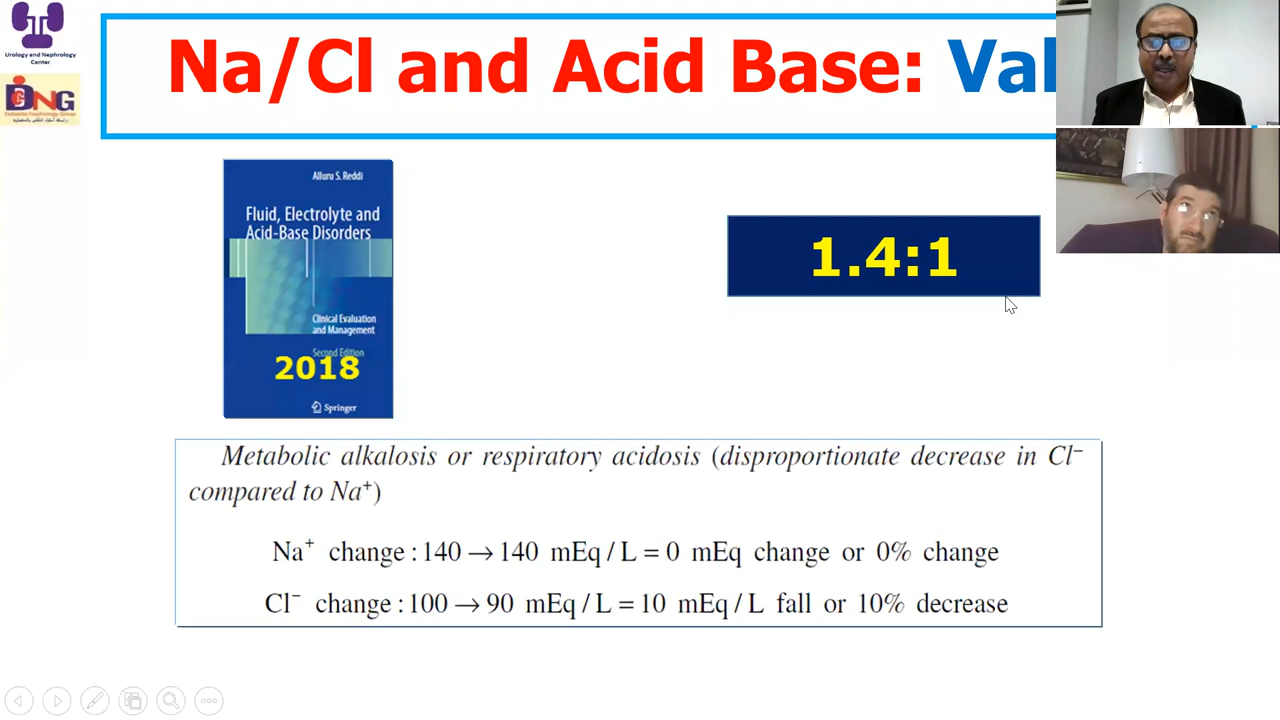 Urology and Nephrology
Center
DNG
Na/Cl and Acid Base: Val
Alluru S. Reddi
Fluid, Electrolyte and
Acid-Base Disorders
Clinical Evaluation
and Management
Second Edition
2018
Springer
1.4:1
Metabolic alkalosis or respiratory acidosis (disproportionate decrease in Cl⁻
compared to Na⁺)
Na⁺ change : 140 → 140 mEq / L = 0 mEq change or 0% change
Cl⁻ change : 100 → 90 mEq / L = 10 mEq / L fall or 10% decrease